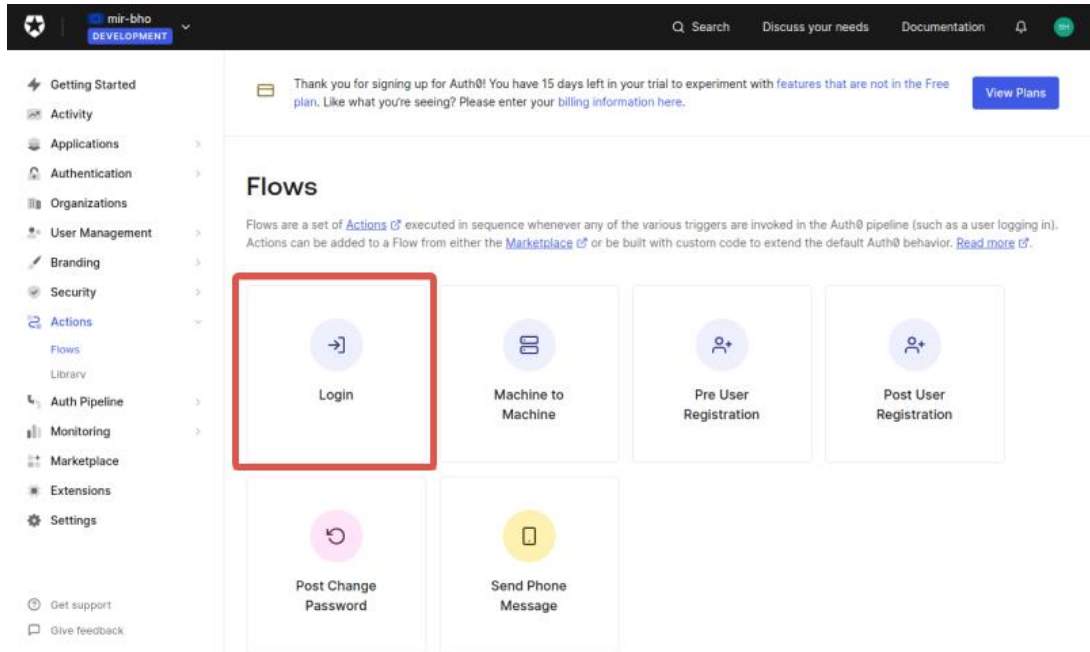 mir-bho
DEVELOPMENT
Search
Discuss your needs
Documentation
Getting Started
Activity
Applications
Authentication
Organizations
User Management
Branding
Security
Actions
Flows
Library
Auth Pipeline
Monitoring
Marketplace
Extensions
Settings
Get support
Give feedback
Thank you for signing up for Auth0! You have 15 days left in your trial to experiment with features that are not in the Free
plan. Like what you're seeing? Please enter your billing information here.
View Plans
Flows
Flows are a set of Actions executed in sequence whenever any of the various triggers are invoked in the Auth0 pipeline (such as a user logging in).
Actions can be added to a Flow from either the Marketplace or be built with custom code to extend the default Auth0 behavior. Read more.
Login
Machine to
Machine
Pre User
Registration
Post User
Registration
Post Change
Password
Send Phone
Message